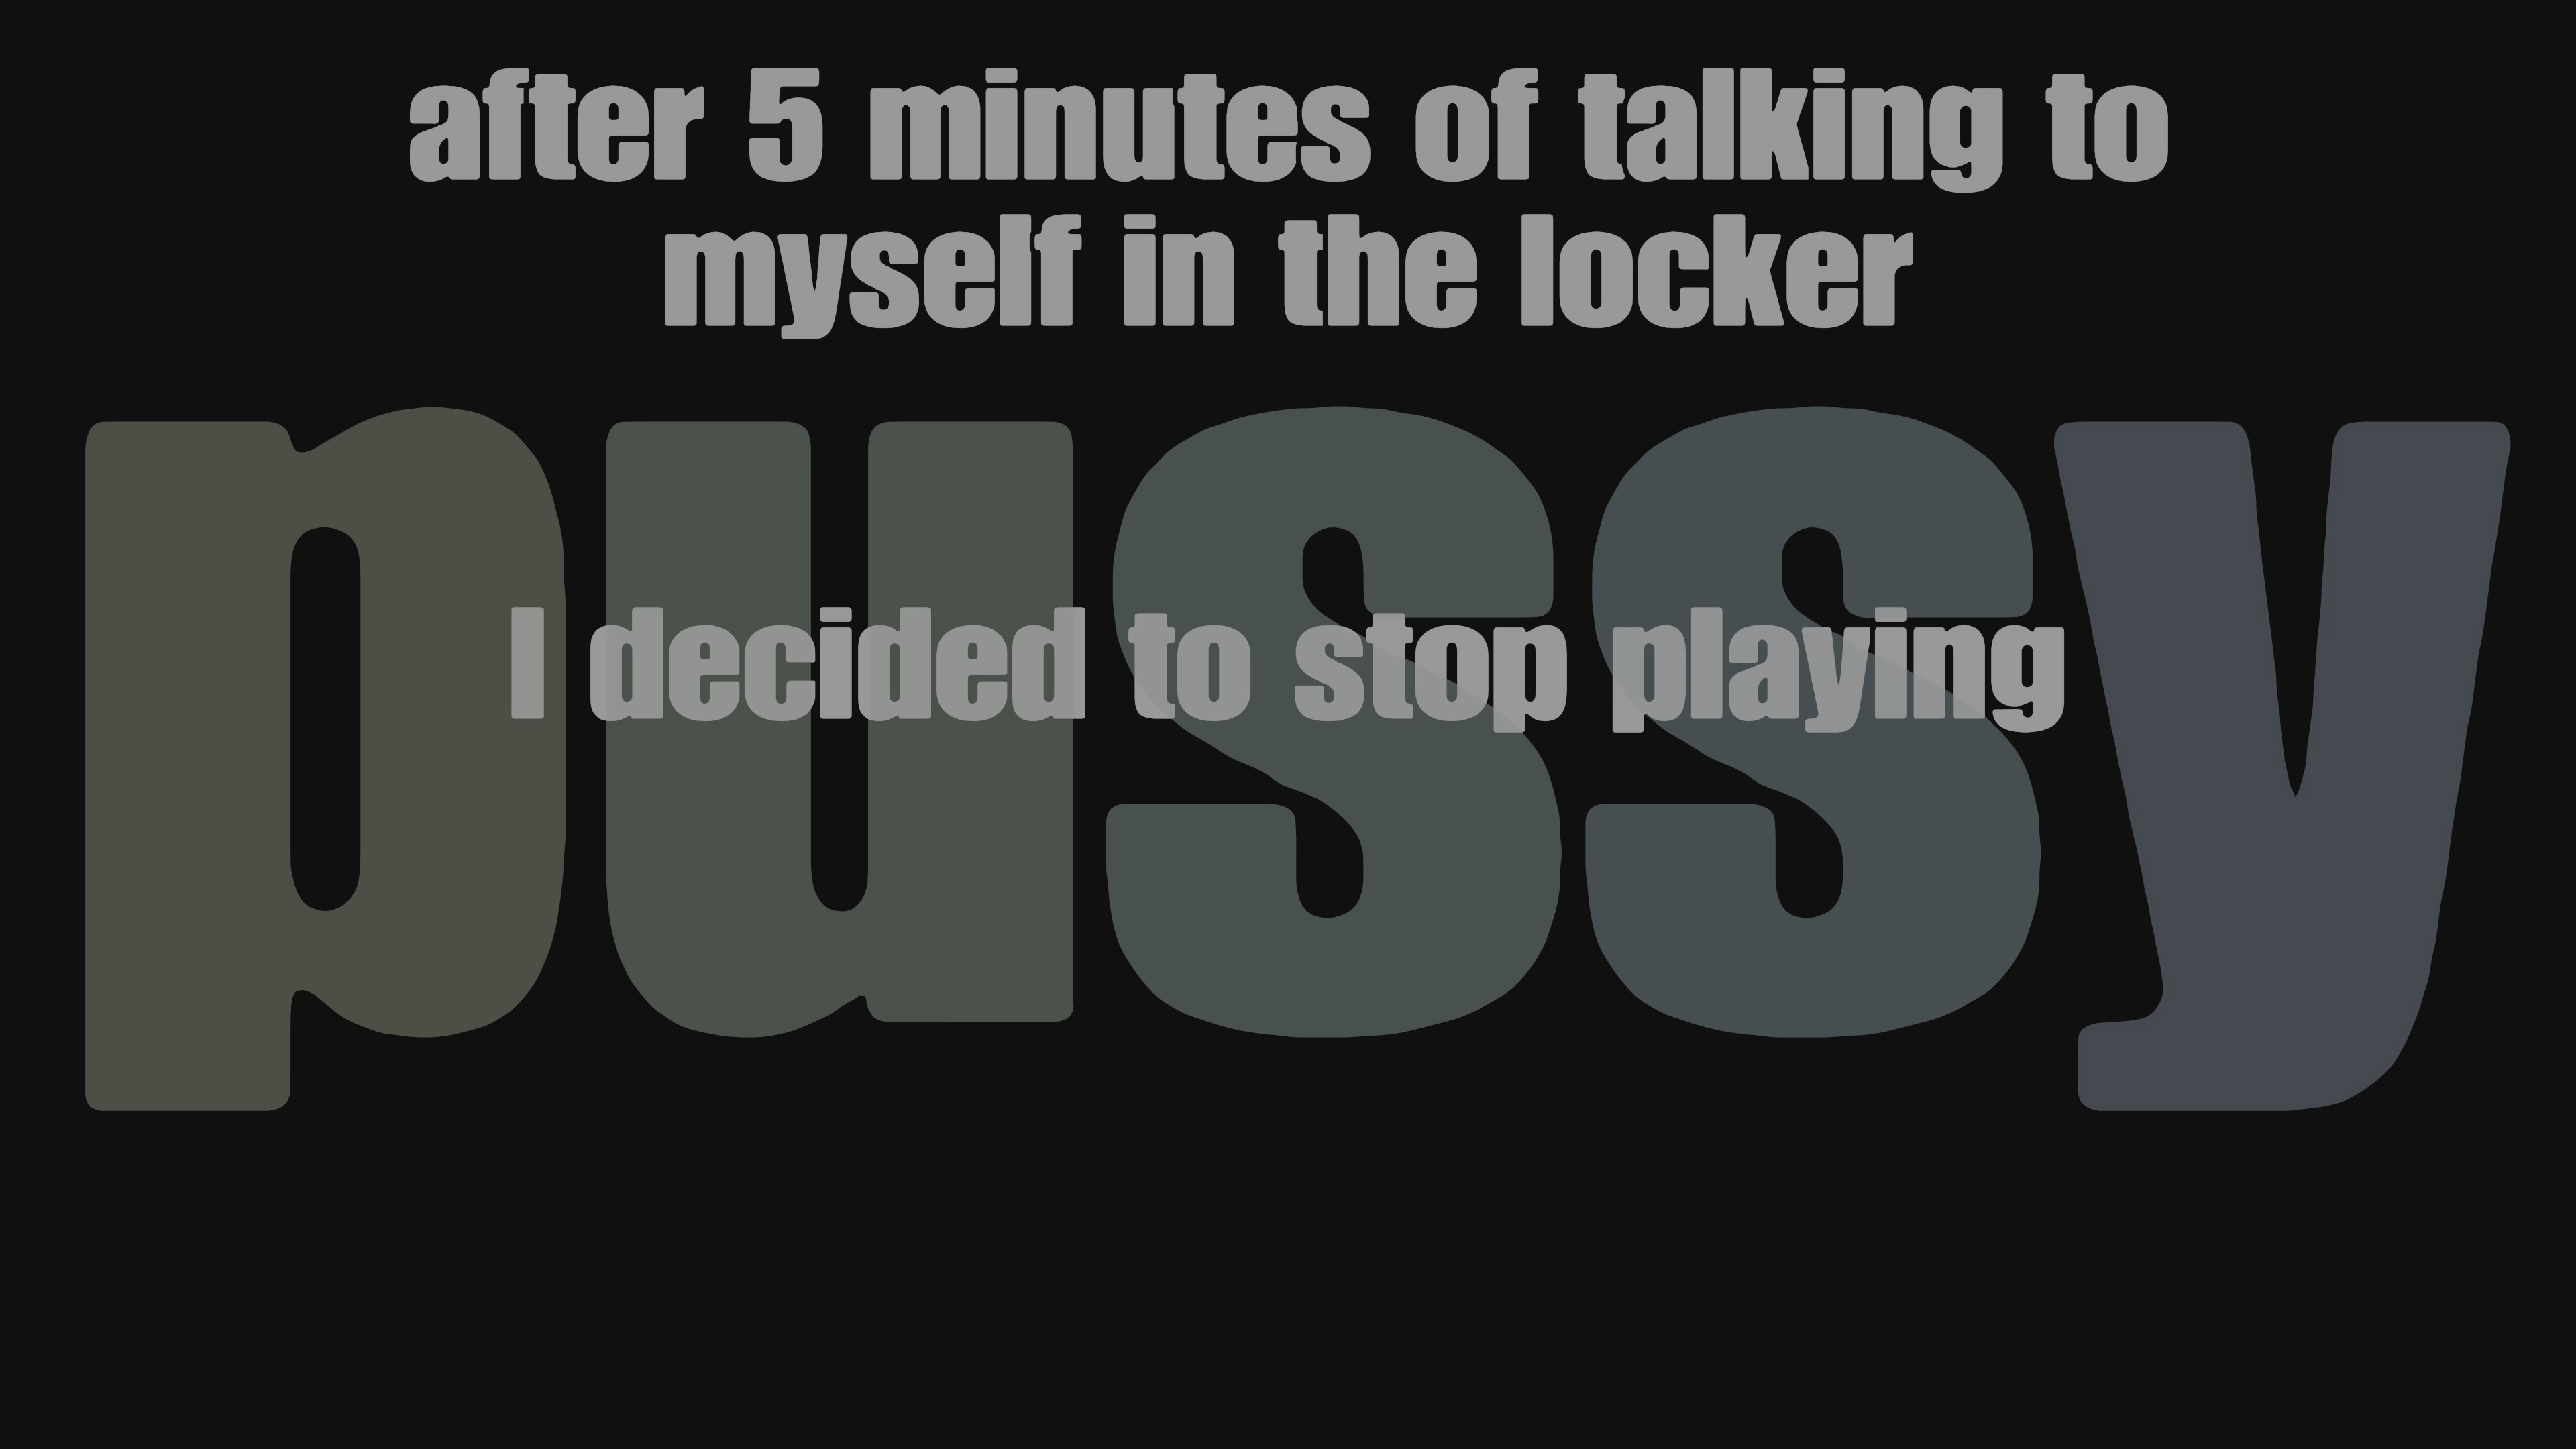 after 5 minutes of talking to
myself in the locker
pussy
I decided to stop playing